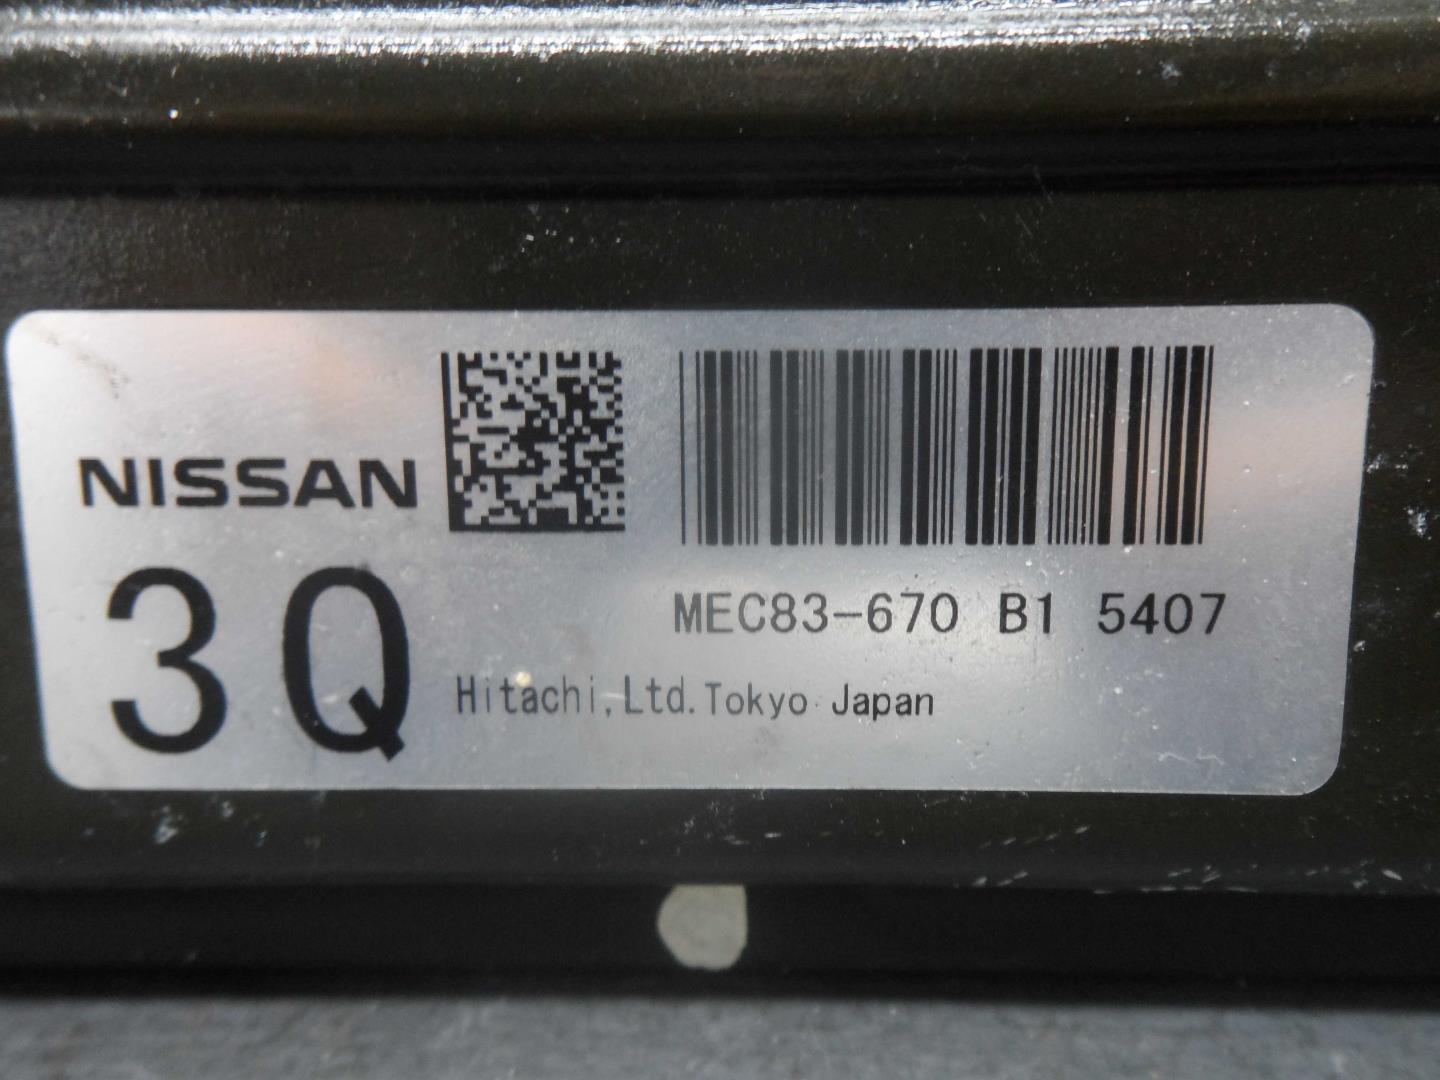 NISSAN
3Q
MEC83-670 B1 5407
Hitachi,Ltd.Tokyo Japan